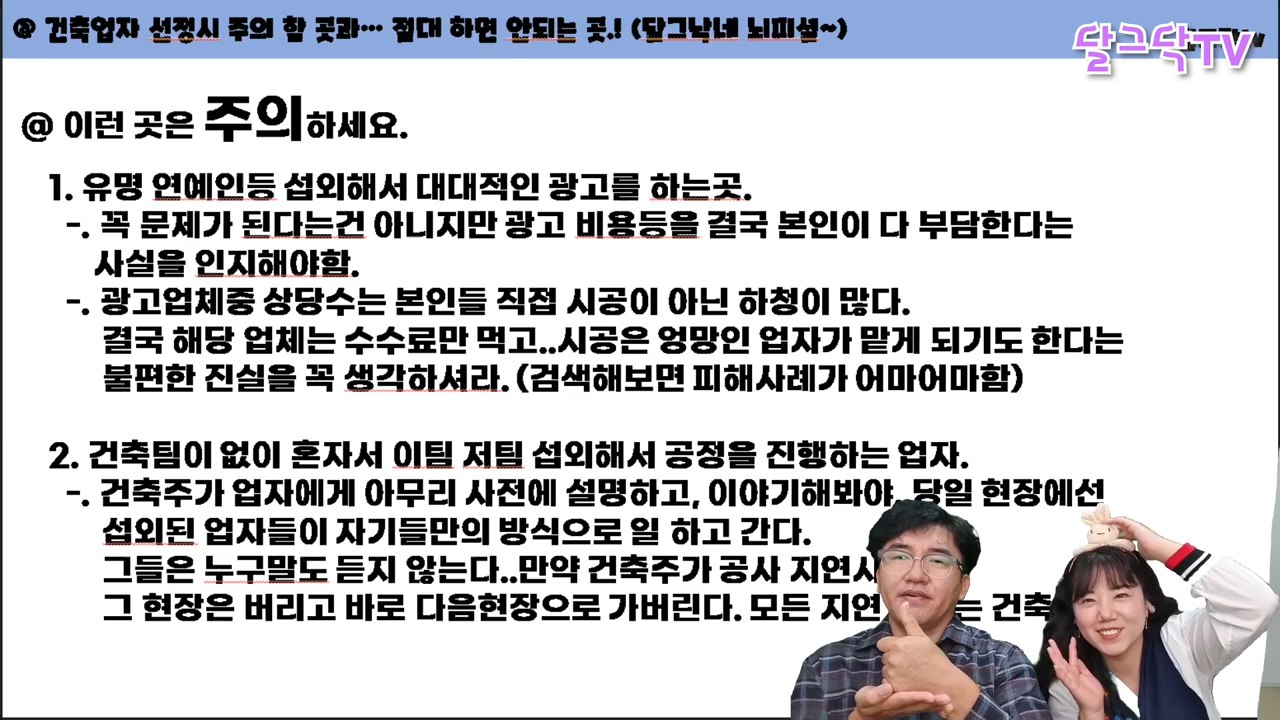 @ 건축업자 선정시 주의 할 곳과… 절대 하면 안되는 곳.! (달그닥네 뇌피셜~)
달그닥TV
@ 이런 곳은 주의하세요.
1. 유명 연예인등 섭외해서 대대적인 광고를 하는곳.
-. 꼭 문제가 된다는건 아니지만 광고 비용등을 결국 본인이 다 부담한다는
사실을 인지해야함.
-. 광고업체중 상당수는 본인들 직접 시공이 아닌 하청이 많다.
결국 해당 업체는 수수료만 먹고..시공은 엉망인 업자가 맡게 되기도 한다는
불편한 진실을 꼭 생각하셔라. (검색해보면 피해사례가 어마어마함)
2. 건축팀이 없이 혼자서 이팀 저팀 섭외해서 공정을 진행하는 업자.
-. 건축주가 업자에게 아무리 사전에 설명하고, 이야기해봐야, 당일 현장에선
섭외된 업자들이 자기들만의 방식으로 일 하고 간다.
그들은 누구말도 듣지 않는다..만약 건축주가 공사 지연
그 현장은 버리고 바로 다음현장으로 가버린다. 모든 지연 는 건축